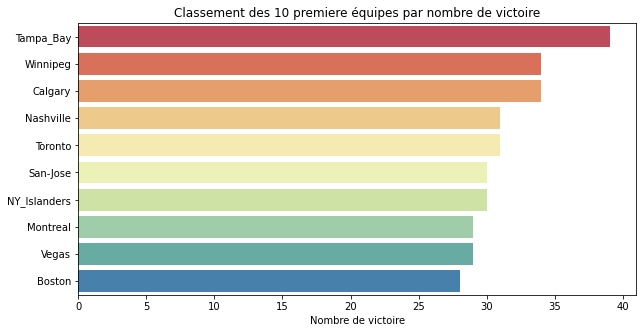 Classement des 10 premiere équipes par nombre de victoire
Tampa_Bay
Winnipeg
Calgary
Nashville
Toronto
San-Jose
NY_Islanders
Montreal
Vegas
Boston
0 5 10 15 20 25 30 35 40
Nombre de victoire